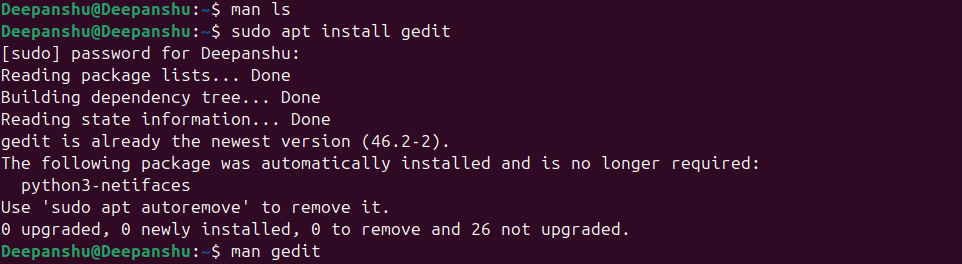 Deepanshu@Deepanshu:~$ man ls
Deepanshu@Deepanshu:~$ sudo apt install gedit
[sudo] password for Deepanshu:
Reading package lists... Done
Building dependency tree... Done
Reading state information... Done
gedit is already the newest version (46.2-2).
The following package was automatically installed and is no longer required:
  python3-netifaces
Use 'sudo apt autoremove' to remove it.
0 upgraded, 0 newly installed, 0 to remove and 26 not upgraded.
Deepanshu@Deepanshu:~$ man gedit